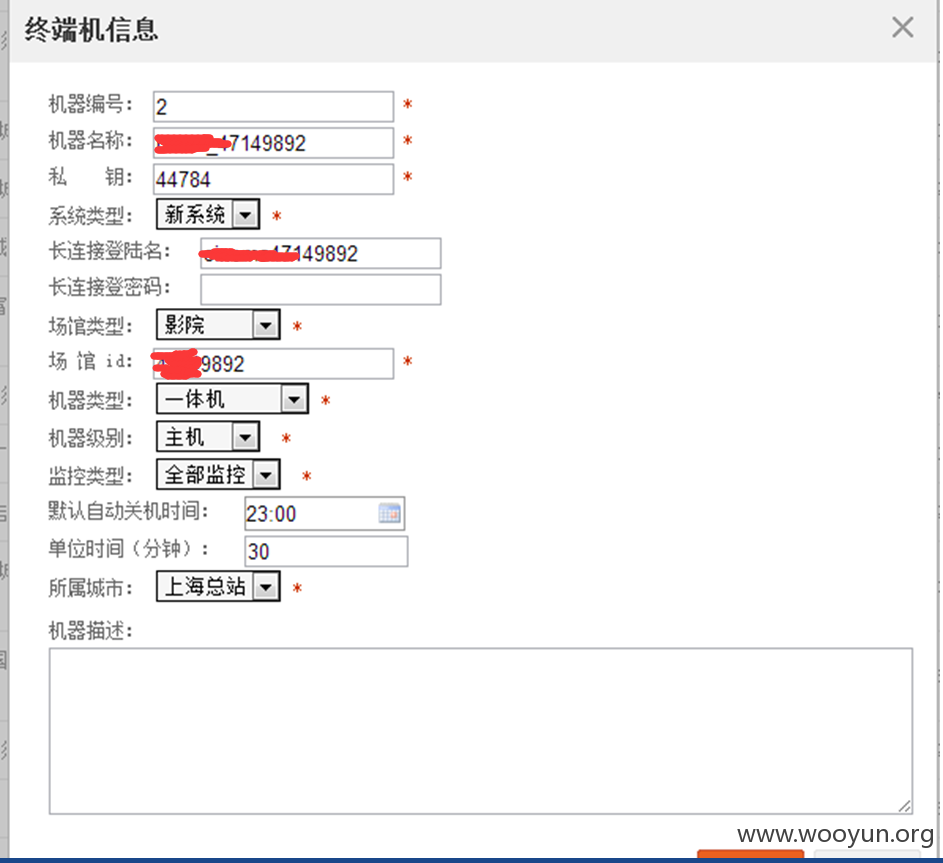 终端机信息
机器编号: 2 *
机器名称: _47149892 *
私 钥: 44784 *
系统类型: 新系统 *
长连接登陆名: 47149892
长连接登密码:
场馆类型: 影院 *
场 馆 id: 9892 *
机器类型: 一体机 *
机器级别: 主机 *
监控类型: 全部监控 *
默认自动关机时间: 23:00
单位时间(分钟): 30
所属城市: 上海总站 *
机器描述:
www.wooyun.org